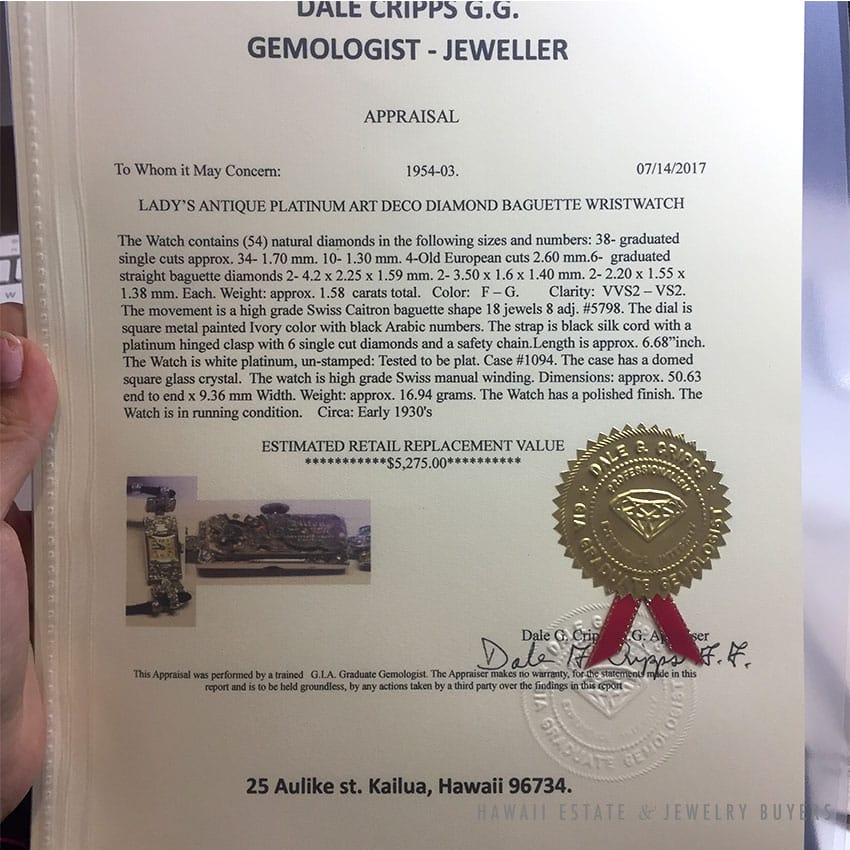 DALE CRIPPS G.G.
GEMOLOGIST - JEWELLER
APPRAISAL
To Whom it May Concern: 1954-03. 07/14/2017
LADY'S ANTIQUE PLATINUM ART DECO DIAMOND BAGUETTE WRISTWATCH
The Watch contains (54) natural diamonds in the following sizes and numbers: 38- graduated
single cuts approx. 34- 1.70 mm. 10- 1.30 mm. 4-Old European cuts 2.60 mm.6- graduated
straight baguette diamonds 2- 4.2 x 2.25 x 1.59 mm. 2- 3.50 x 1.6 x 1.40 mm. 2- 2.20 x 1.55 x
1.38 mm. Each. Weight: approx. 1.58 carats total. Color: F – G. Clarity: VVS2 – VS2.
The movement is a high grade Swiss Caitron baguette shape 18 jewels 8 adj. #5798. The dial is
square metal painted Ivory color with black Arabic numbers. The strap is black silk cord with a
platinum hinged clasp with 6 single cut diamonds and a safety chain.Length is approx. 6.68”inch.
The Watch is white platinum, un-stamped: Tested to be plat. Case #1094. The case has a domed
square glass crystal. The watch is high grade Swiss manual winding. Dimensions: approx. 50.63
end to end x 9.36 mm Width. Weight: approx. 16.94 grams. The Watch has a polished finish. The
Watch is in running condition. Circa: Early 1930's
ESTIMATED RETAIL REPLACEMENT VALUE
***********$5,275.00**********
DALE G. CRIPPS
PROFESSIONALISM
GIA GRADUATE GEMOLOGIST
Dale G. Crip G. Appraiser
Dale G Cripps G.G.
This Appraisal was performed by a trained G.I.A. Graduate Gemologist. The Appraiser makes no warranty, for the statements made in this
report and is to be held groundless, by any actions taken by a third party over the findings in this report
DALE G.
GIA GRADUATE GEMOLOGIST
25 Aulike st. Kailua, Hawaii 96734.
HAWAII ESTATE & JEWELRY BUYERS